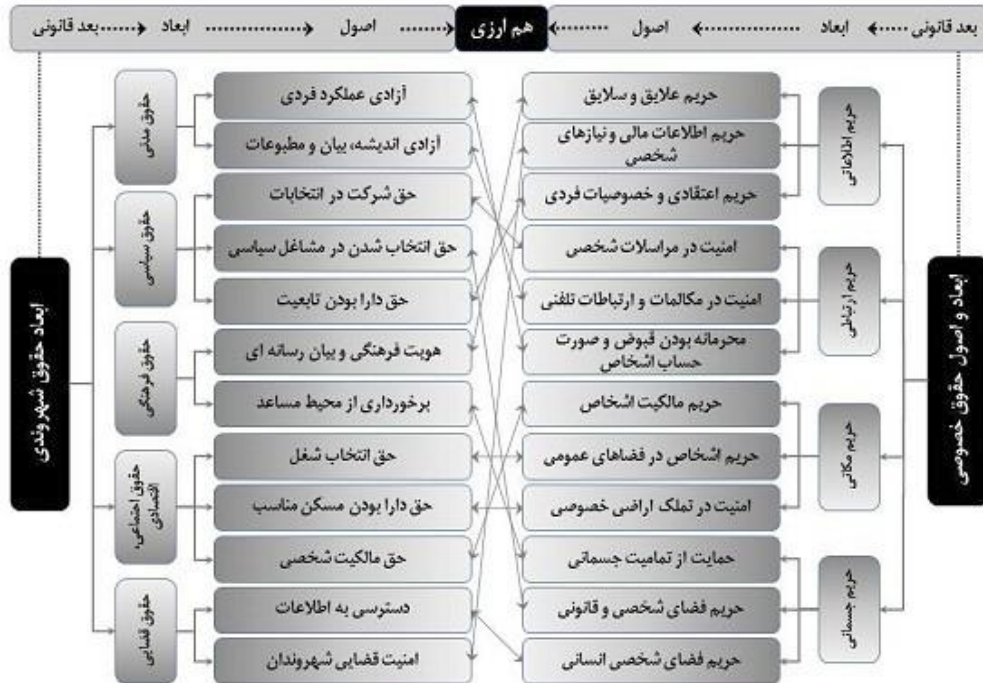 بعد قانونی ابعاد اصول هم ارزی اصول ابعاد بعد قانونی
ابعاد و اصول حقوق خصوصی
حریم اطلاعاتی
حریم علایق و سلایق
حریم اطلاعات مالی و نیازهای
شخصی
حریم اعتقادی و خصوصیات فردی
حریم ارتباطی
امنیت در مراسلات شخصی
امنیت در مکالمات و ارتباطات تلفنی
محرمانه بودن قبوض و صورت
حساب اشخاص
حریم مکانی
حریم مالکیت اشخاص
حریم اشخاص در فضاهای عمومی
امنیت در تملک اراضی خصوصی
حریم جسمانی
حمایت از تمامیت جسمانی
حریم فضای شخصی و قانونی
حریم فضای شخصی انسانی
آزادی عملکرد فردی
آزادی اندیشه، بیان و مطبوعات
حق شرکت در انتخابات
حق انتخاب شدن در مشاغل سیاسی
حق دارا بودن تابعیت
هویت فرهنگی و بیان رسانه ای
برخورداری از محیط مساعد
حق انتخاب شغل
حق دارا بودن مسکن مناسب
حق مالکیت شخصی
دسترسی به اطلاعات
امنیت قضایی شهروندان
حقوق مدنی
حقوق سیاسی
حقوق فرهنگی
حقوق اجتماعی،
اقتصادی
حقوق قضایی
ابعاد حقوق شهروندی